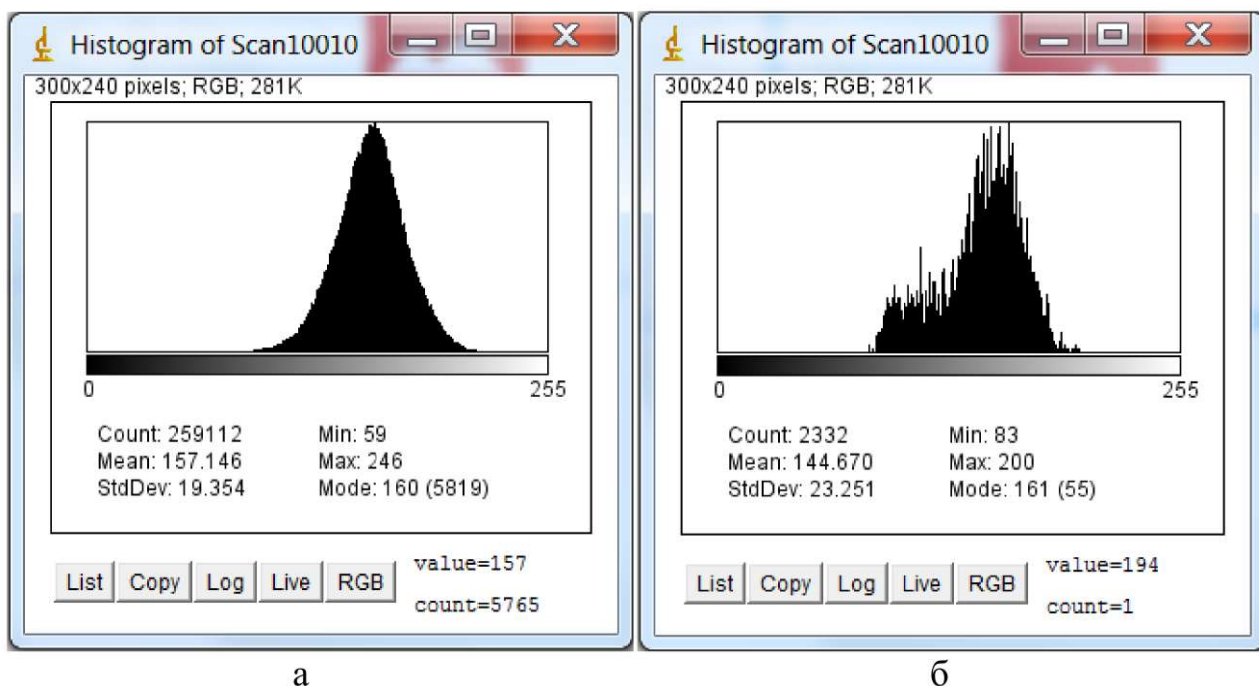 Histogram of Scan10010
300x240 pixels; RGB; 281K
0 255
Count: 259112 Min: 59
Mean: 157.146 Max: 246
StdDev: 19.354 Mode: 160 (5819)
List Copy Log Live RGB
value=157
count=5765
а
Histogram of Scan10010
300x240 pixels; RGB; 281K
0 255
Count: 2332 Min: 83
Mean: 144.670 Max: 200
StdDev: 23.251 Mode: 161 (55)
List Copy Log Live RGB
value=194
count=1
б